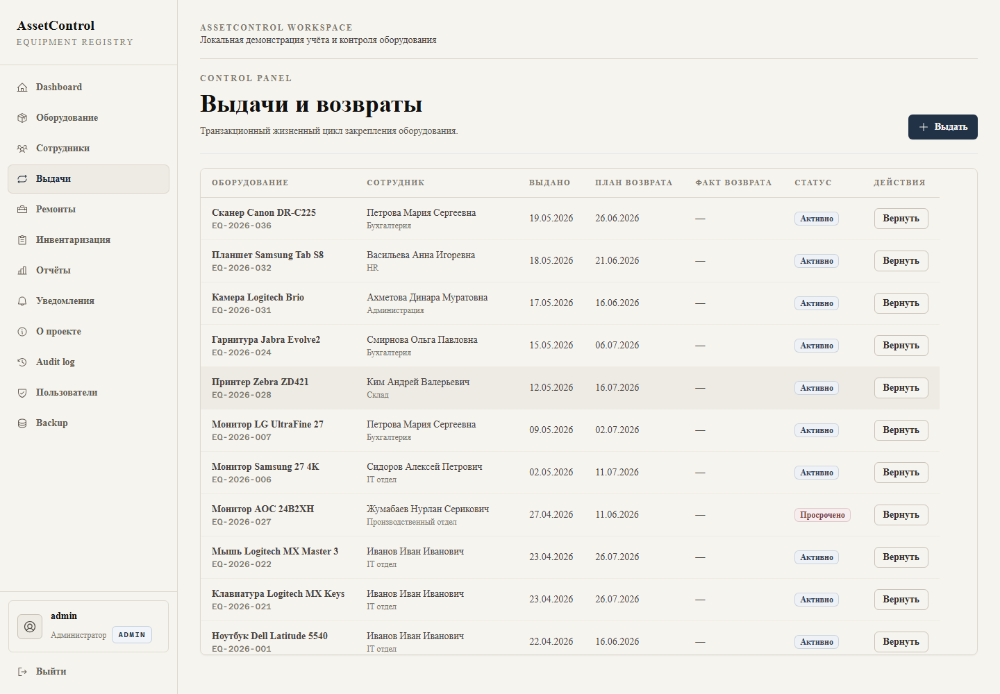 AssetControl
EQUIPMENT REGISTRY
Dashboard
Оборудование
Сотрудники
Выдачи
Ремонты
Инвентаризация
Отчёты
Уведомления
О проекте
Audit log
Пользователи
Backup
admin
Администратор ADMIN
Выйти
ASSETCONTROL WORKSPACE
Локальная демонстрация учёта и контроля оборудования
CONTROL PANEL
Выдачи и возвраты
Транзакционный жизненный цикл закрепления оборудования.
Выдать
ОБОРУДОВАНИЕ СОТРУДНИК ВЫДАНО ПЛАН ВОЗВРАТА ФАКТ ВОЗВРАТА СТАТУС ДЕЙСТВИЯ
Сканер Canon DR-C225 Петрова Мария Сергеевна 19.05.2026 26.06.2026 — Активно Вернуть
EQ-2026-036 Бухгалтерия
Планшет Samsung Tab S8 Васильева Анна Игоревна 18.05.2026 21.06.2026 — Активно Вернуть
EQ-2026-032 HR
Камера Logitech Brio Ахметова Динара Муратовна 17.05.2026 16.06.2026 — Активно Вернуть
EQ-2026-031 Администрация
Гарнитура Jabra Evolve2 Смирнова Ольга Павловна 15.05.2026 06.07.2026 — Активно Вернуть
EQ-2026-024 Бухгалтерия
Принтер Zebra ZD421 Ким Андрей Валерьевич 12.05.2026 16.07.2026 — Активно Вернуть
EQ-2026-028 Склад
Монитор LG UltraFine 27 Петрова Мария Сергеевна 09.05.2026 02.07.2026 — Активно Вернуть
EQ-2026-007 Бухгалтерия
Монитор Samsung 27 4K Сидоров Алексей Петрович 02.05.2026 11.07.2026 — Активно Вернуть
EQ-2026-006 IT отдел
Монитор AOC 24B2XH Жумабаев Нурлан Серикович 27.04.2026 11.06.2026 — Просрочено Вернуть
EQ-2026-027 Производственный отдел
Мышь Logitech MX Master 3 Иванов Иван Иванович 23.04.2026 26.07.2026 — Активно Вернуть
EQ-2026-022 IT отдел
Клавиатура Logitech MX Keys Иванов Иван Иванович 23.04.2026 26.07.2026 — Активно Вернуть
EQ-2026-021 IT отдел
Ноутбук Dell Latitude 5540 Иванов Иван Иванович 22.04.2026 16.06.2026 — Активно Вернуть
EQ-2026-001 IT отдел